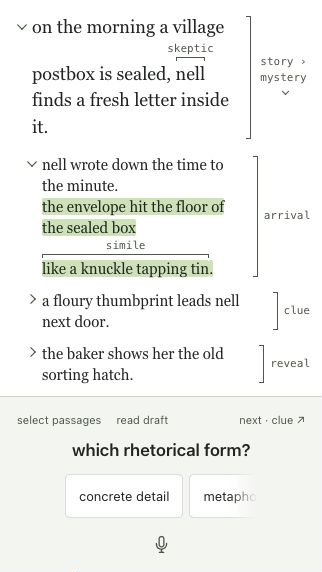 on the morning a village
skeptic
postbox is sealed, nell
finds a fresh letter inside
it.
story ›
mystery
nell wrote down the time to
the minute.
the envelope hit the floor of
the sealed box
simile
like a knuckle tapping tin.
arrival
a floury thumbprint leads nell
next door.
clue
the baker shows her the old
sorting hatch.
reveal
select passages read draft next · clue ↗
which rhetorical form?
concrete detail metapho